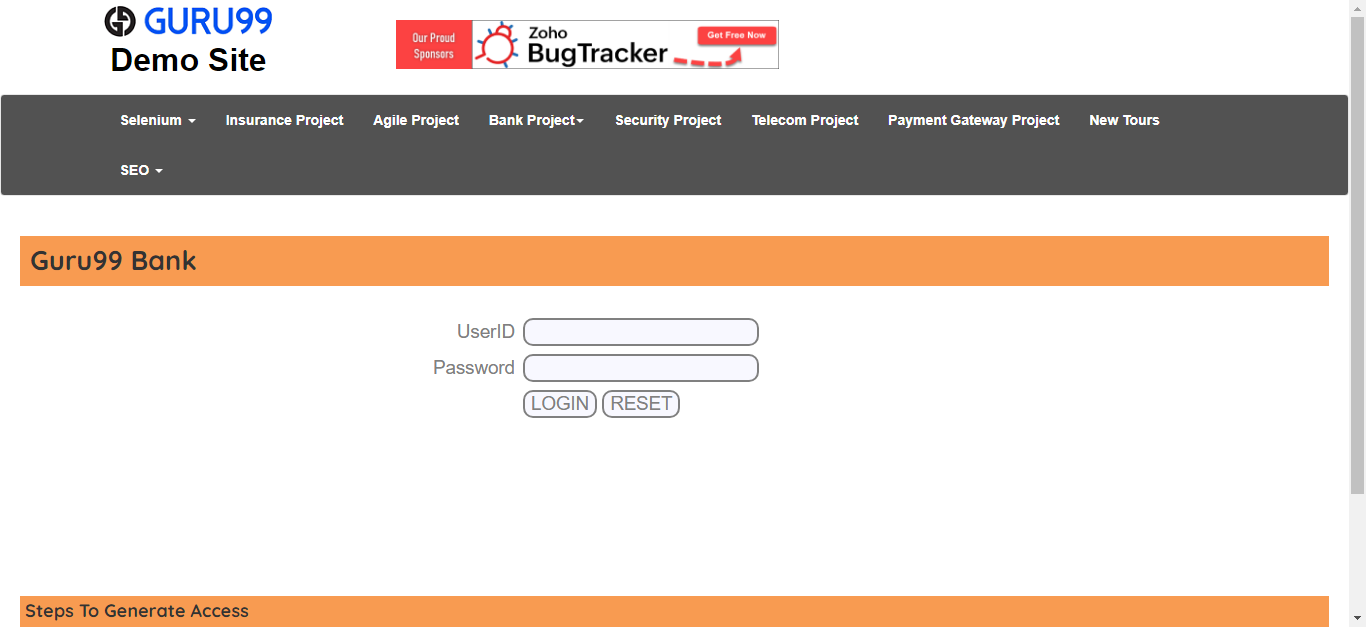 GURU99
Demo Site
Our Proud
Sponsors
Zoho
BugTracker
Get Free Now
Selenium Insurance Project Agile Project Bank Project Security Project Telecom Project Payment Gateway Project New Tours
SEO
Guru99 Bank
UserID
Password
LOGIN RESET
Steps To Generate Access